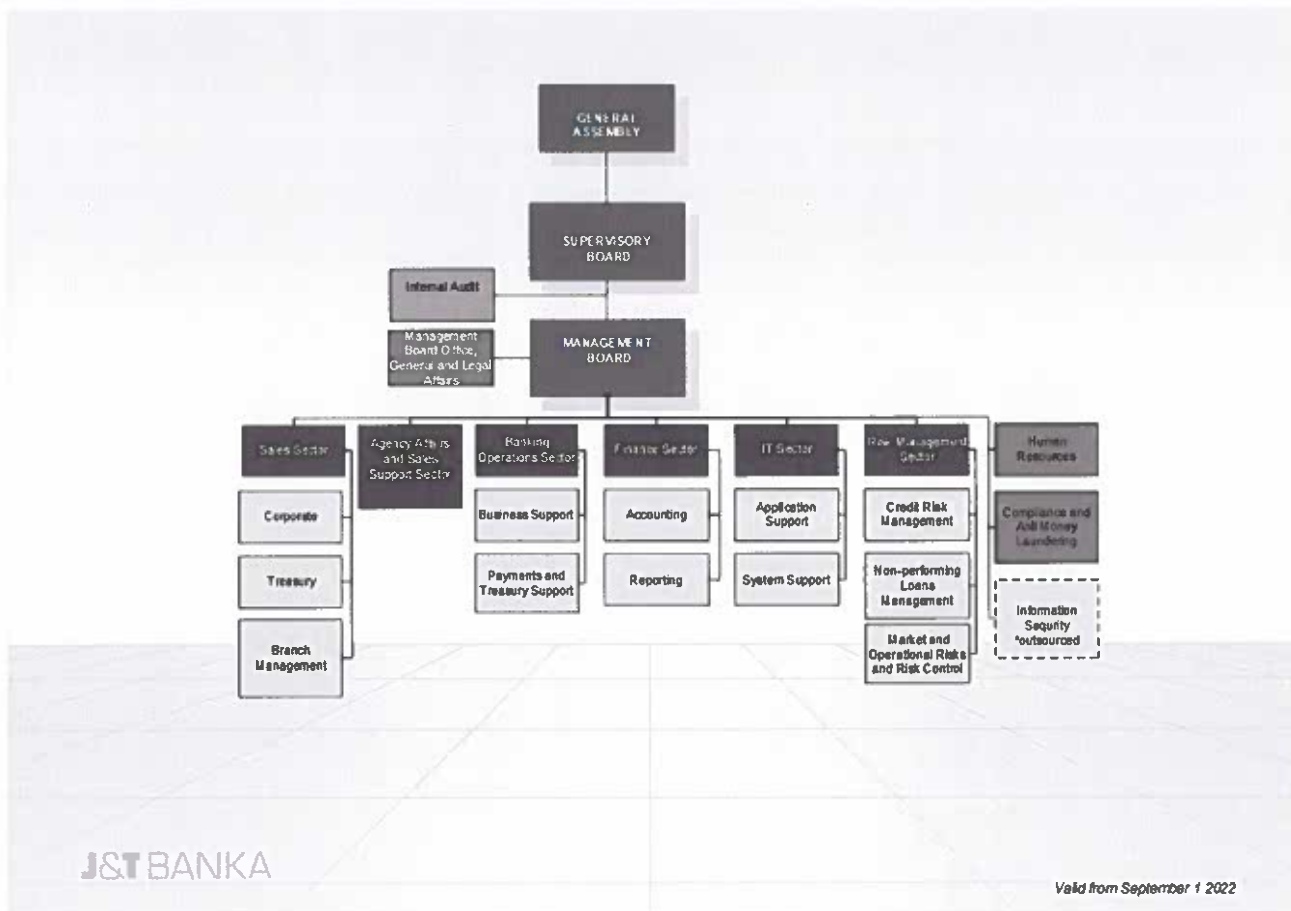 GENERAL
ASSEMBLY
SUPERVISORY
BOARD
Internal Audit
Management
Board Office,
General and Legal
Affairs
MANAGEMENT
BOARD
Sales Sector
Agency Affairs
and Sales
Support Sector
Banking
Operations Sector
Finance Sector
IT Sector
Risk Management
Sector
Human
Resources
Corporate
Business Support
Accounting
Application
Support
Credit Risk
Management
Compliance and
Anti Money
Laundering
Treasury
Payments and
Treasury Support
Reporting
System Support
Non-performing
Loans
Management
Information
Sequrity
*outsourced
Branch
Management
Market and
Operational Risks
and Risk Control
J&T BANKA
Valid from September 1 2022